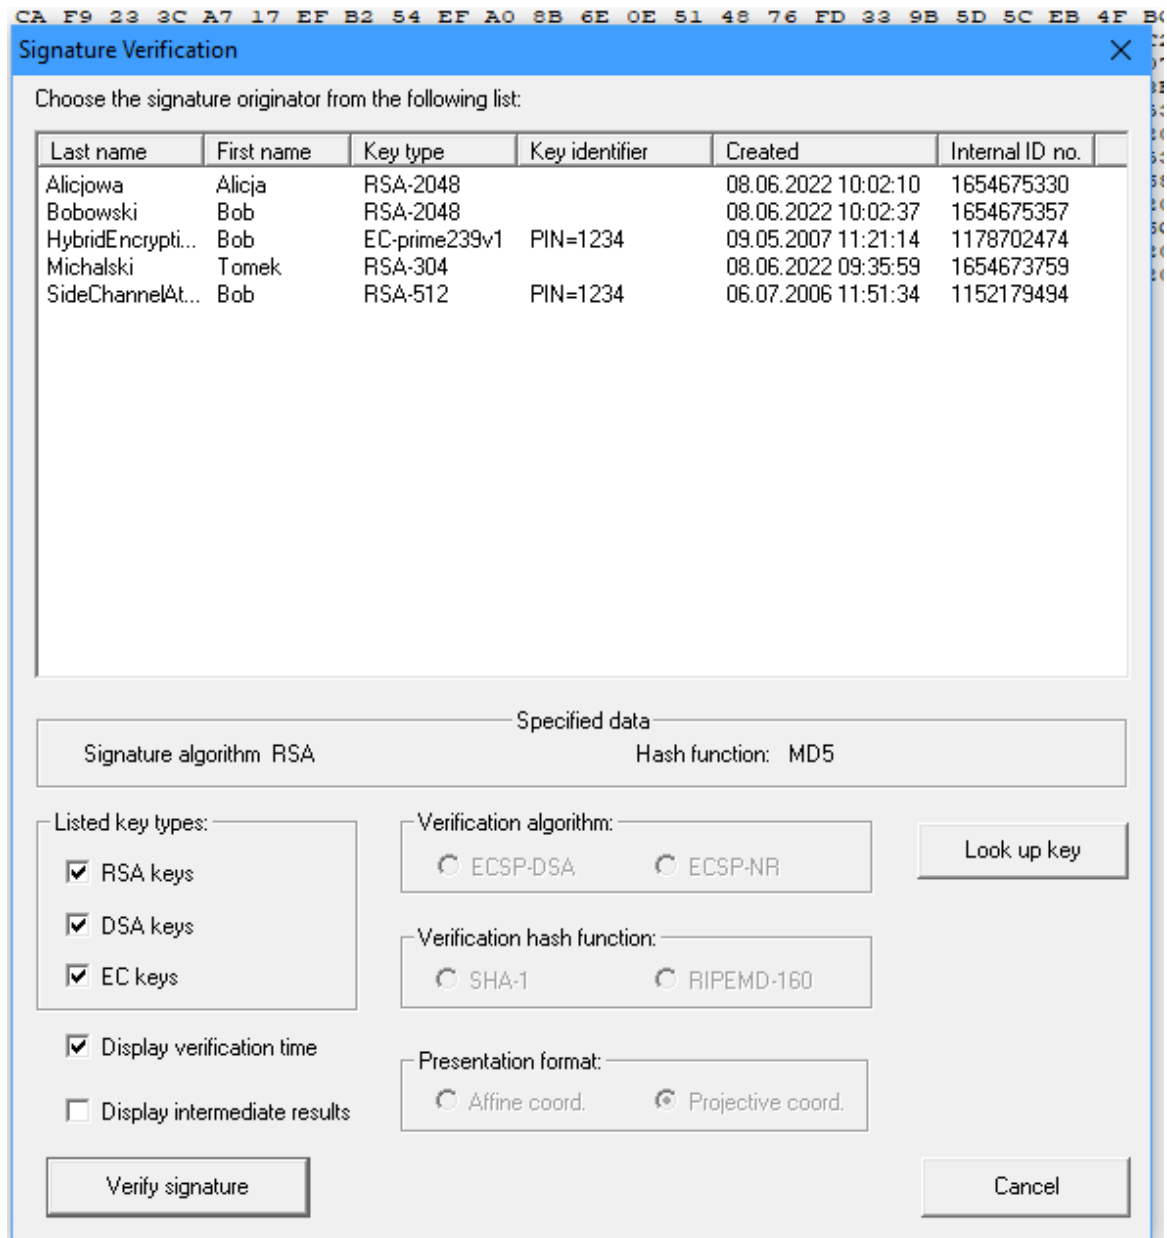 CA F9 23 3C A7 17 EF B2 54 EF A0 8B 6E 0E 51 48 76 FD 33 9B 5D 5C EB 4F
Signature Verification
Choose the signature originator from the following list:
Last name First name Key type Key identifier Created Internal ID no.
Alicjowa Alicja RSA-2048 08.06.2022 10:02:10 1654675330
Bobowski Bob RSA-2048 08.06.2022 10:02:37 1654675357
HybridEncrypti... Bob EC-prime239v1 PIN=1234 09.05.2007 11:21:14 1178702474
Michalski Tomek RSA-304 08.06.2022 09:35:59 1654673759
SideChannelAt... Bob RSA-512 PIN=1234 06.07.2006 11:51:34 1152179494
Specified data
Signature algorithm RSA Hash function: MD5
Listed key types:
RSA keys
DSA keys
EC keys
Display verification time
Display intermediate results
Verification algorithm:
ECSP-DSA ECSP-NR
Verification hash function:
SHA-1 RIPEMD-160
Presentation format:
Affine coord. Projective coord.
Look up key
Verify signature
Cancel